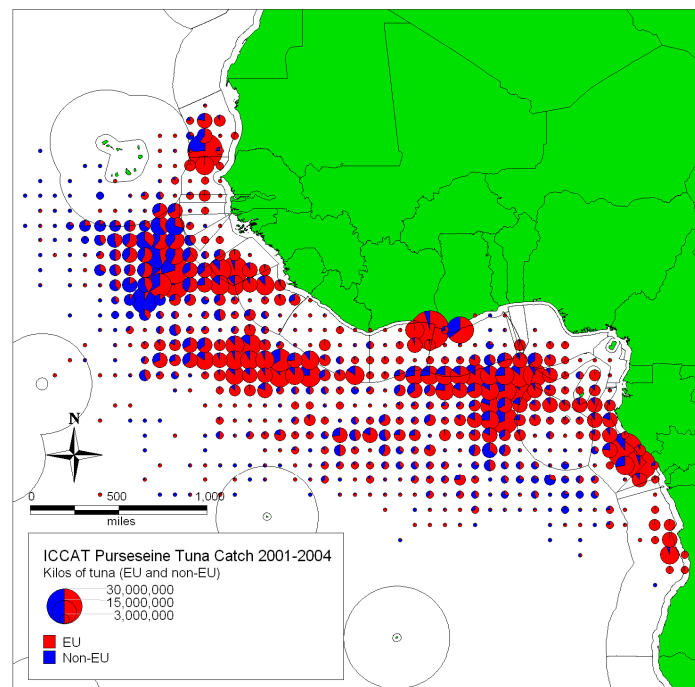 N
0 500 1,000
miles
ICCAT Purseseine Tuna Catch 2001-2004
Kilos of tuna (EU and non-EU)
30,000,000
15,000,000
3,000,000
EU
Non-EU